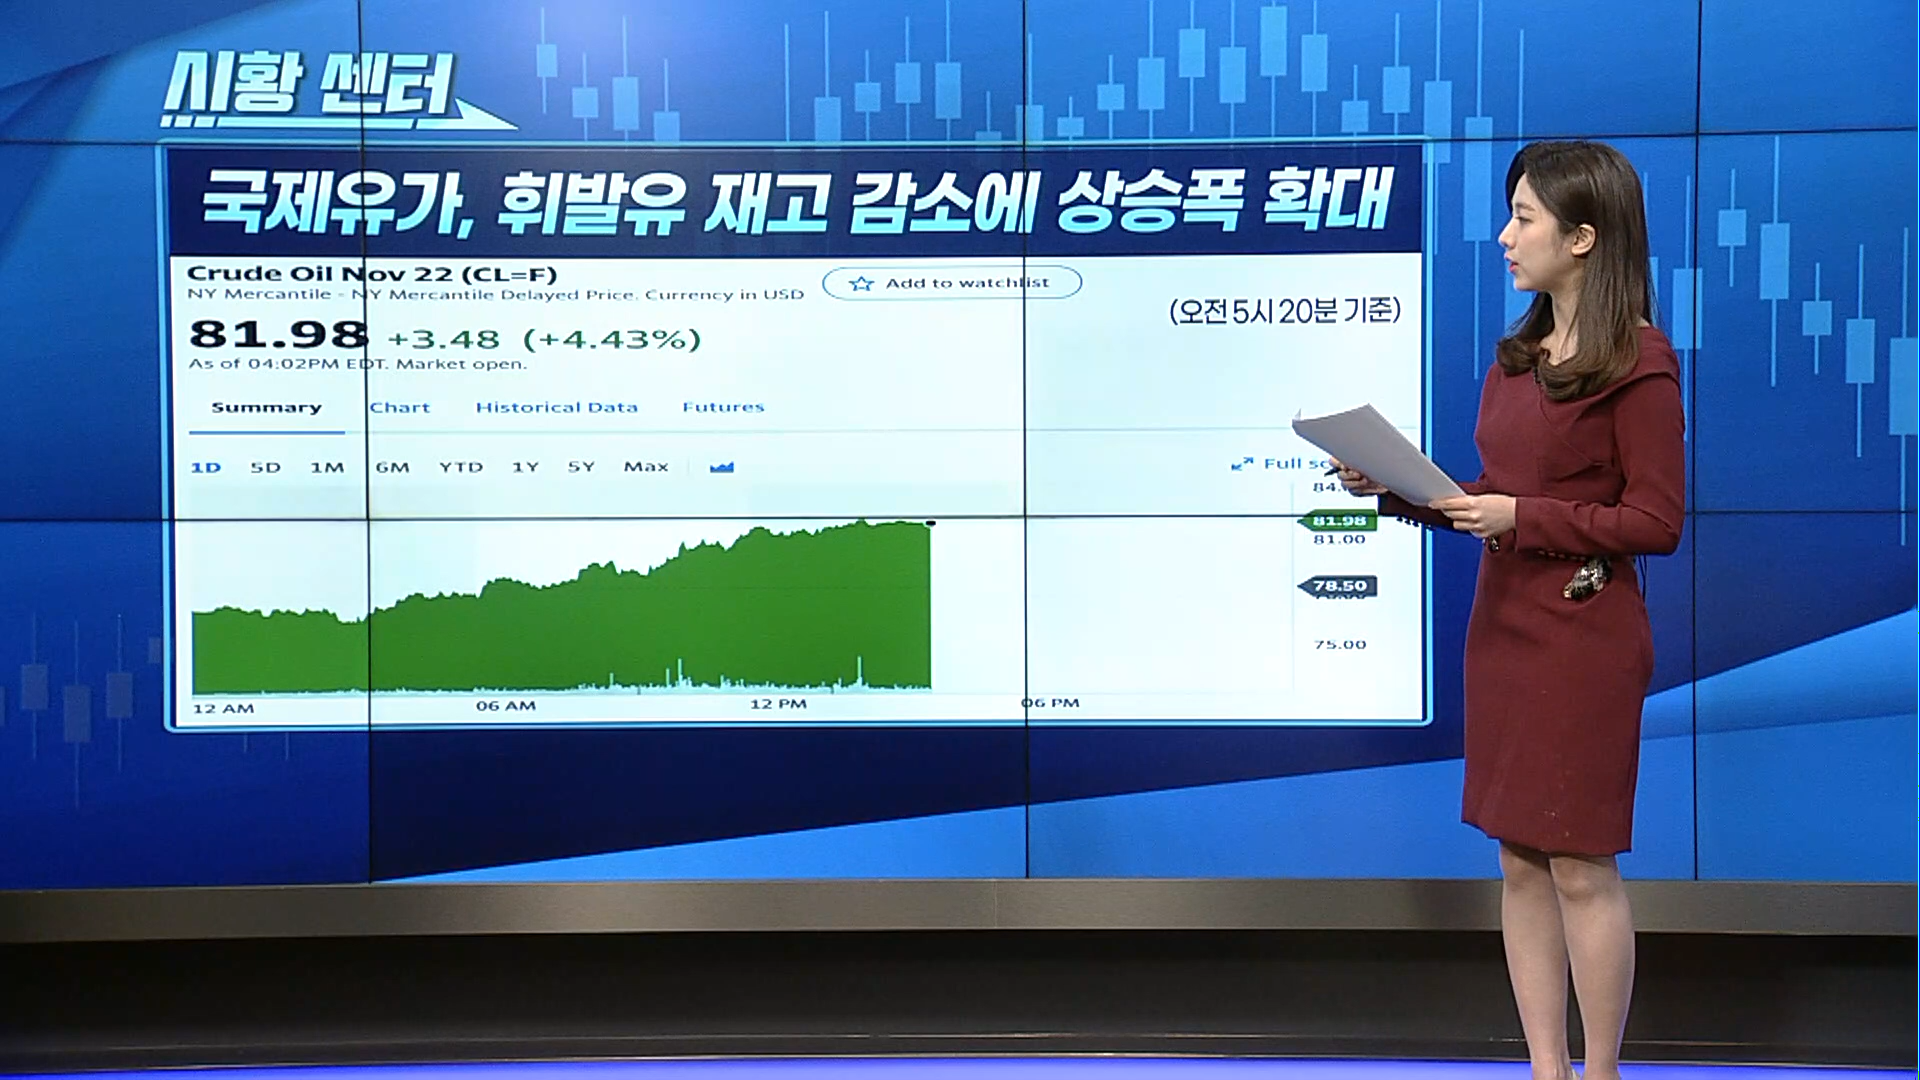 시황 센터
국제유가, 휘발유 재고 감소에 상승폭 확대
Crude Oil Nov 22 (CL=F)
NY Mercantile - NY Mercantile Delayed Price. Currency in USD
Add to watchlist
(오전 5시 20분 기준)
81.98 +3.48 (+4.43%)
As of 04:02PM EDT. Market open.
Summary Chart Historical Data Futures
1D 5D 1M 6M YTD 1Y 5Y Max
Full sc
84.
81.98
81.00
78.50
75.00
12 AM 06 AM 12 PM 06 PM